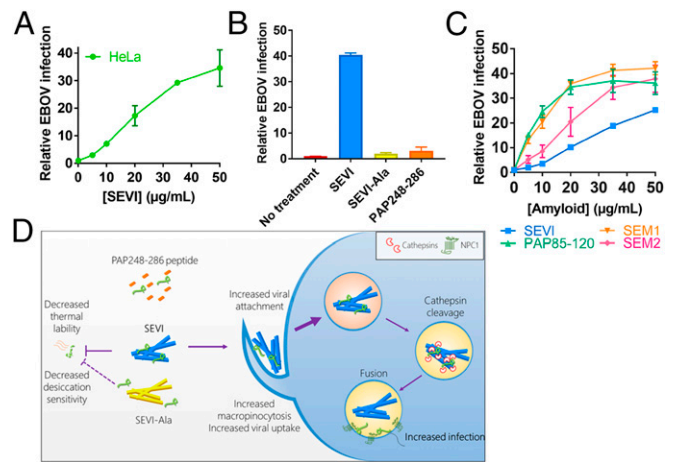 A
Relative EBOV infection
40
30
20
10
0
HeLa
0 10 20 30 40 50
[SEVI] (µg/mL)
B
Relative EBOV infection
50
40
30
20
10
0
No treatment
SEVI
SEVI-Ala
PAP248-286
C
Relative EBOV infection
50
40
30
20
10
0
0 10 20 30 40 50
[Amyloid] (µg/mL)
SEVI SEM1
PAP85-120 SEM2
D
Cathepsins NPC1
PAP248-286 peptide
Decreased
thermal
lability
SEVI
Decreased
desiccation
sensitivity
SEVI-Ala
Increased viral
attachment
Increased
macropinocytosis
Increased viral uptake
Cathepsin
cleavage
Fusion
Increased infection